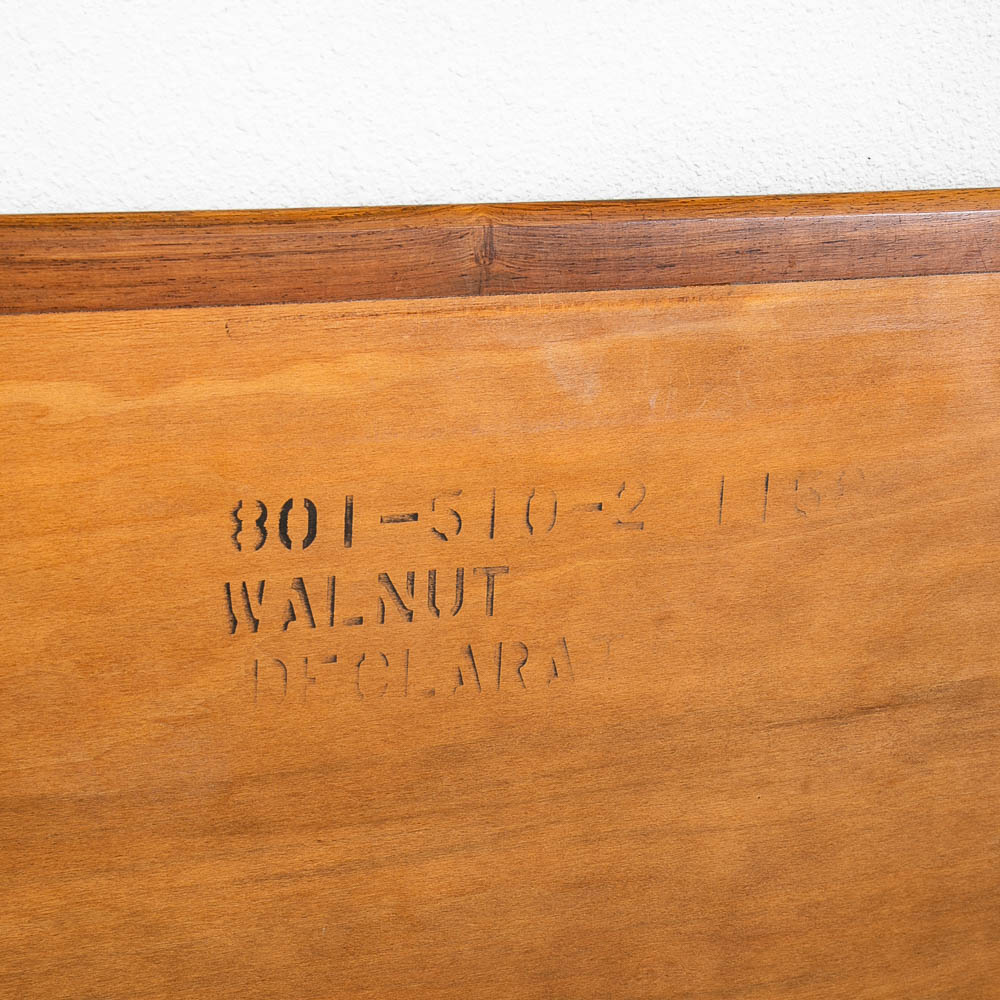 801-510-2
WALNUT
DECLARAT